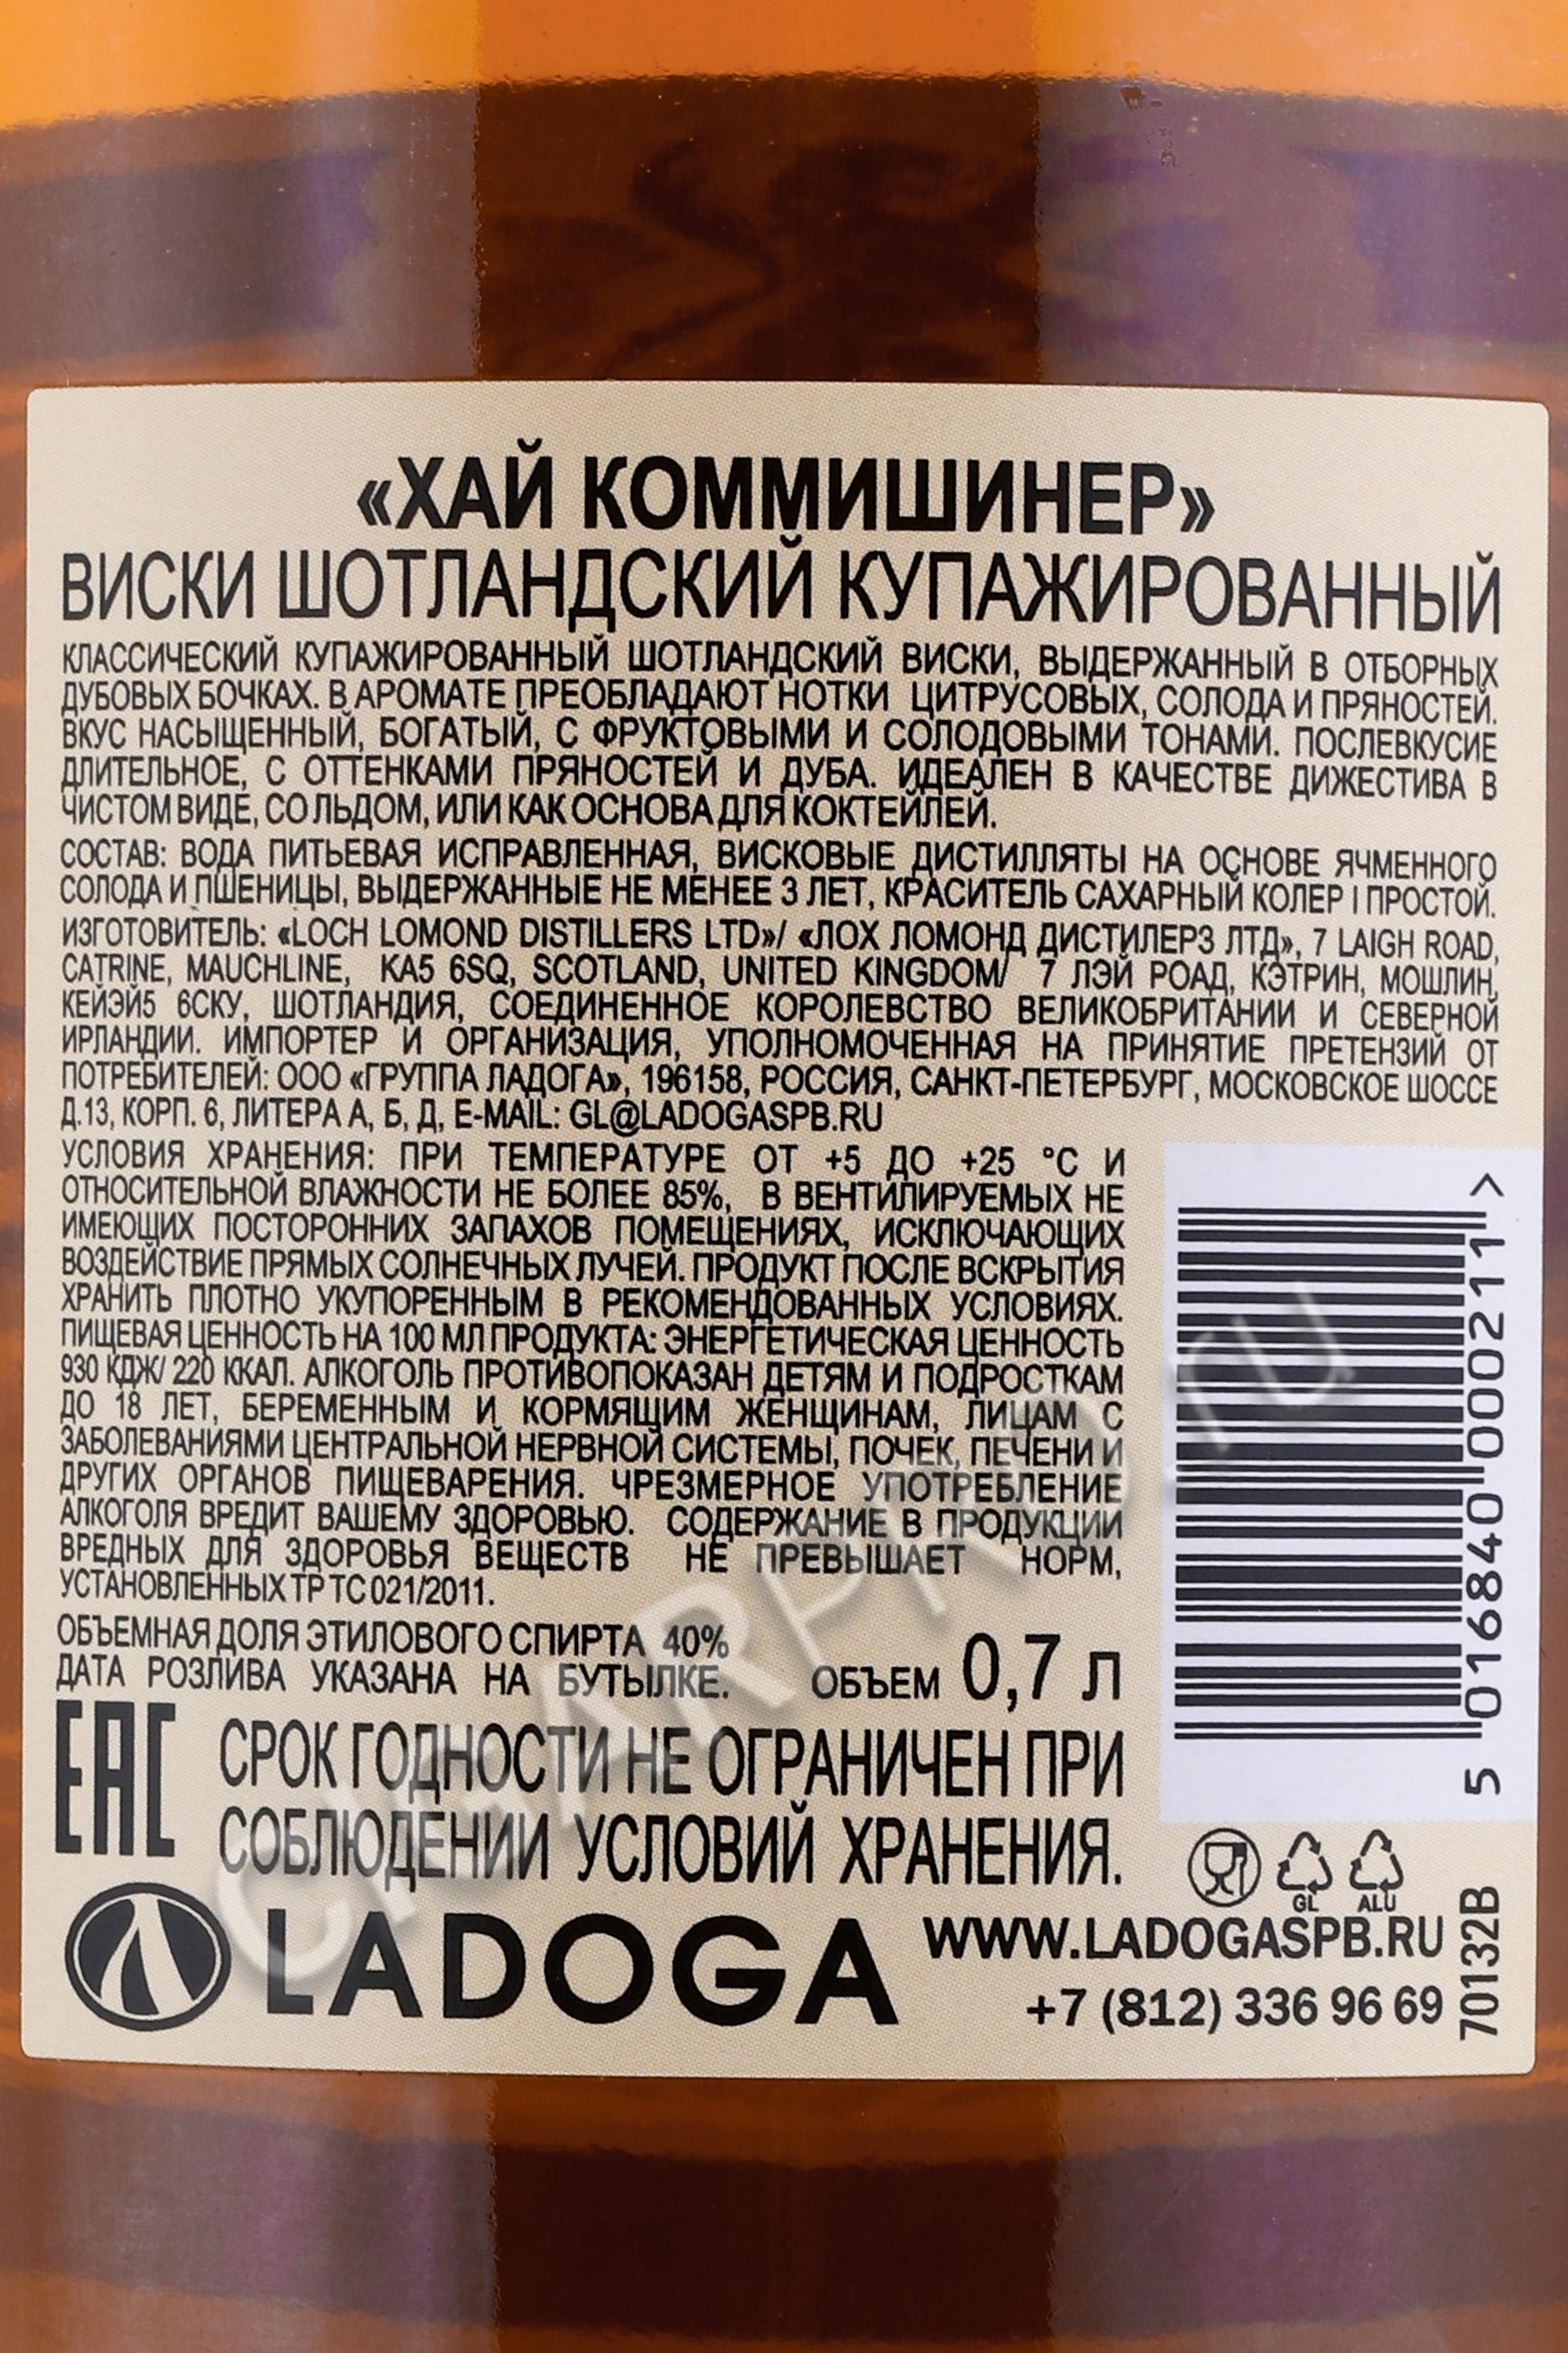 «ХАЙ КОММИШИНЕР»
ВИСКИ ШОТЛАНДСКИЙ КУПАЖИРОВАННЫЙ
КЛАССИЧЕСКИЙ КУПАЖИРОВАННЫЙ ШОТЛАНДСКИЙ ВИСКИ, ВЫДЕРЖАННЫЙ В ОТБОРНЫХ
ДУБОВЫХ БОЧКАХ. В АРОМАТЕ ПРЕОБЛАДАЮТ НОТКИ ЦИТРУСОВЫХ, СОЛОДА И ПРЯНОСТЕЙ.
ВКУС НАСЫЩЕННЫЙ, БОГАТЫЙ, С ФРУКТОВЫМИ И СОЛОДОВЫМИ ТОНАМИ. ПОСЛЕВКУСИЕ
ДЛИТЕЛЬНОЕ, С ОТТЕНКАМИ ПРЯНОСТЕЙ И ДУБА. ИДЕАЛЕН В КАЧЕСТВЕ ДИЖЕСТИВА В
ЧИСТОМ ВИДЕ, СО ЛЬДОМ, ИЛИ КАК ОСНОВА ДЛЯ КОКТЕЙЛЕЙ.
СОСТАВ: ВОДА ПИТЬЕВАЯ ИСПРАВЛЕННАЯ, ВИСКОВЫЕ ДИСТИЛЛЯТЫ НА ОСНОВЕ ЯЧМЕННОГО
СОЛОДА И ПШЕНИЦЫ, ВЫДЕРЖАННЫЕ НЕ МЕНЕЕ 3 ЛЕТ, КРАСИТЕЛЬ САХАРНЫЙ КОЛЕР I ПРОСТОЙ.
ИЗГОТОВИТЕЛЬ: «LOCH LOMOND DISTILLERS LTD»/ «ЛОХ ЛОМОНД ДИСТИЛЕРЗ ЛТД», 7 LAIGH ROAD,
CATRINE, MAUCHLINE, KA5 6SQ, SCOTLAND, UNITED KINGDOM/ 7 ЛЭЙ РОАД, КЭТРИН, МОШЛИН,
КЕЙЭЙ5 6СКУ, ШОТЛАНДИЯ, СОЕДИНЕННОЕ КОРОЛЕВСТВО ВЕЛИКОБРИТАНИИ И СЕВЕРНОЙ
ИРЛАНДИИ. ИМПОРТЕР И ОРГАНИЗАЦИЯ, УПОЛНОМОЧЕННАЯ НА ПРИНЯТИЕ ПРЕТЕНЗИЙ ОТ
ПОТРЕБИТЕЛЕЙ: ООО «ГРУППА ЛАДОГА», 196158, РОССИЯ, САНКТ-ПЕТЕРБУРГ, МОСКОВСКОЕ ШОССЕ
Д.13, КОРП. 6, ЛИТЕРА А, Б, Д, E-MAIL: GL@LADOGASPB.RU
УСЛОВИЯ ХРАНЕНИЯ: ПРИ ТЕМПЕРАТУРЕ ОТ +5 ДО +25 °С И
ОТНОСИТЕЛЬНОЙ ВЛАЖНОСТИ НЕ БОЛЕЕ 85%, В ВЕНТИЛИРУЕМЫХ НЕ
ИМЕЮЩИХ ПОСТОРОННИХ ЗАПАХОВ ПОМЕЩЕНИЯХ, ИСКЛЮЧАЮЩИХ
ВОЗДЕЙСТВИЕ ПРЯМЫХ СОЛНЕЧНЫХ ЛУЧЕЙ. ПРОДУКТ ПОСЛЕ ВСКРЫТИЯ
ХРАНИТЬ ПЛОТНО УКУПОРЕННЫМ В РЕКОМЕНДОВАННЫХ УСЛОВИЯХ.
ПИЩЕВАЯ ЦЕННОСТЬ НА 100 МЛ ПРОДУКТА: ЭНЕРГЕТИЧЕСКАЯ ЦЕННОСТЬ
930 КДЖ/ 220 ККАЛ. АЛКОГОЛЬ ПРОТИВОПОКАЗАН ДЕТЯМ И ПОДРОСТКАМ
ДО 18 ЛЕТ, БЕРЕМЕННЫМ И КОРМЯЩИМ ЖЕНЩИНАМ, ЛИЦАМ С
ЗАБОЛЕВАНИЯМИ ЦЕНТРАЛЬНОЙ НЕРВНОЙ СИСТЕМЫ, ПОЧЕК, ПЕЧЕНИ И
ДРУГИХ ОРГАНОВ ПИЩЕВАРЕНИЯ. ЧРЕЗМЕРНОЕ УПОТРЕБЛЕНИЕ
АЛКОГОЛЯ ВРЕДИТ ВАШЕМУ ЗДОРОВЬЮ. СОДЕРЖАНИЕ В ПРОДУКЦИИ
ВРЕДНЫХ ДЛЯ ЗДОРОВЬЯ ВЕЩЕСТВ НЕ ПРЕВЫШАЕТ НОРМ,
УСТАНОВЛЕННЫХ ТР ТС 021/2011.
ОБЪЕМНАЯ ДОЛЯ ЭТИЛОВОГО СПИРТА 40%
ДАТА РОЗЛИВА УКАЗАНА НА БУТЫЛКЕ. ОБЪЕМ 0,7 л
EAC
СРОК ГОДНОСТИ НЕ ОГРАНИЧЕН ПРИ
СОБЛЮДЕНИИ УСЛОВИЙ ХРАНЕНИЯ.
5 016840 000211 >
GL ALU
LADOGA
WWW.LADOGASPB.RU
+7 (812) 336 96 69
70132B
CIGARPRO.RU